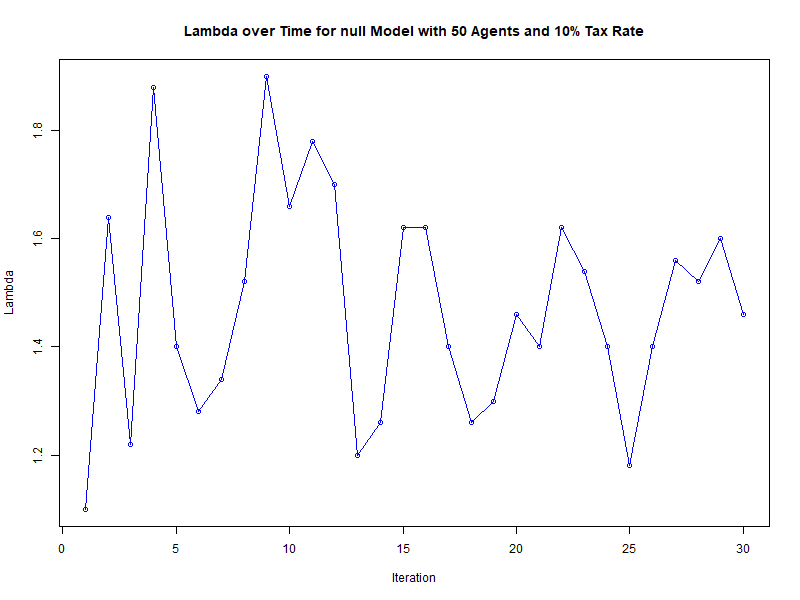 Lambda over Time for null Model with 50 Agents and 10% Tax Rate
1.8
1.6
1.4
1.2
Lambda
0 5 10 15 20 25 30
Iteration